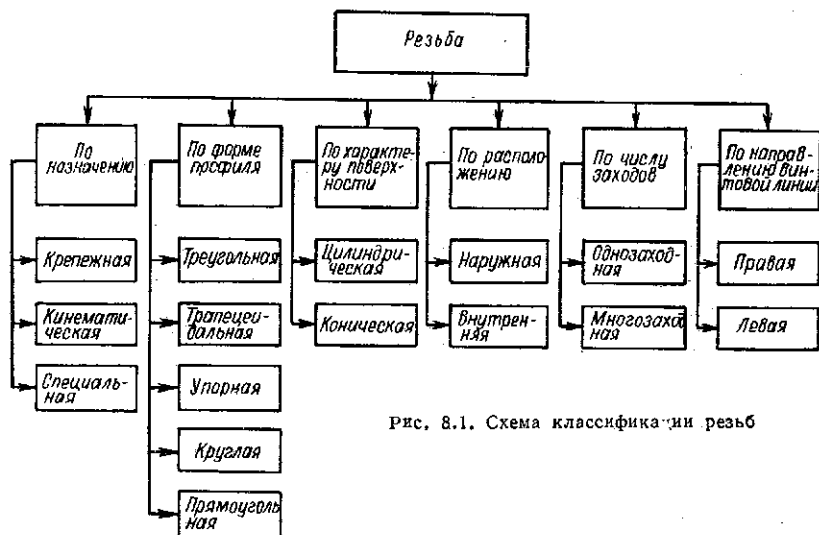 Резьба
По
назначению
По форме
профиля
По характе-
ру поверх-
ности
По располо-
жению
По числу
заходов
По направ-
лению вин-
товой линии
Крепежная
Кинемати-
ческая
Специаль-
ная
Треугольная
Трапецеи-
дальная
Упорная
Круглая
Прямоуголь
ная
Цилиндри-
ческая
Коническая
Наружная
Внутрен-
няя
Однозаход-
ная
Многозаход
ная
Правая
Левая
Рис. 8.1. Схема классификации резьб